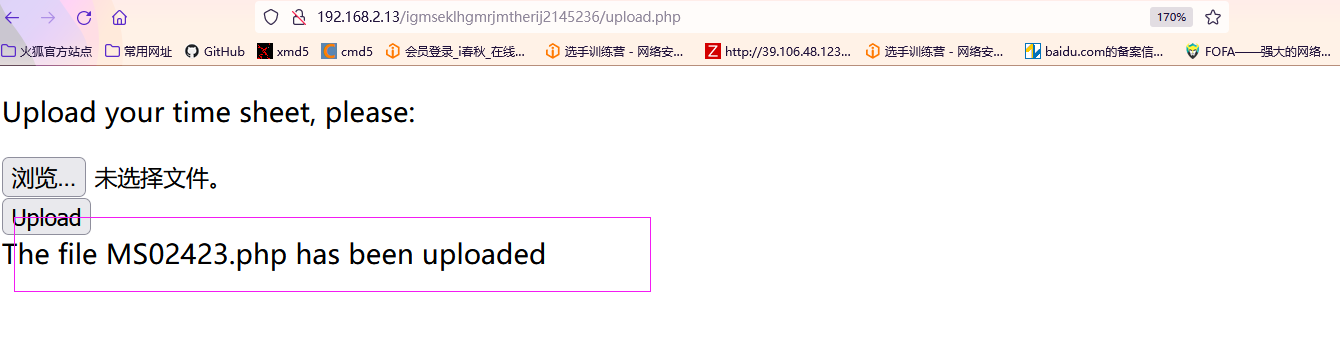 192.168.2.13/igmseklhgmrjmtherij2145236/upload.php 170%
火狐官方站点 常用网址 GitHub xmd5 cmd5 会员登录_i春秋_在线... 选手训练营 - 网络安... http://39.106.48.123... 选手训练营 - 网络安... baidu.com的备案信... FOFA——强大的网络...
Upload your time sheet, please:
浏览... 未选择文件。
Upload
The file MS02423.php has been uploaded